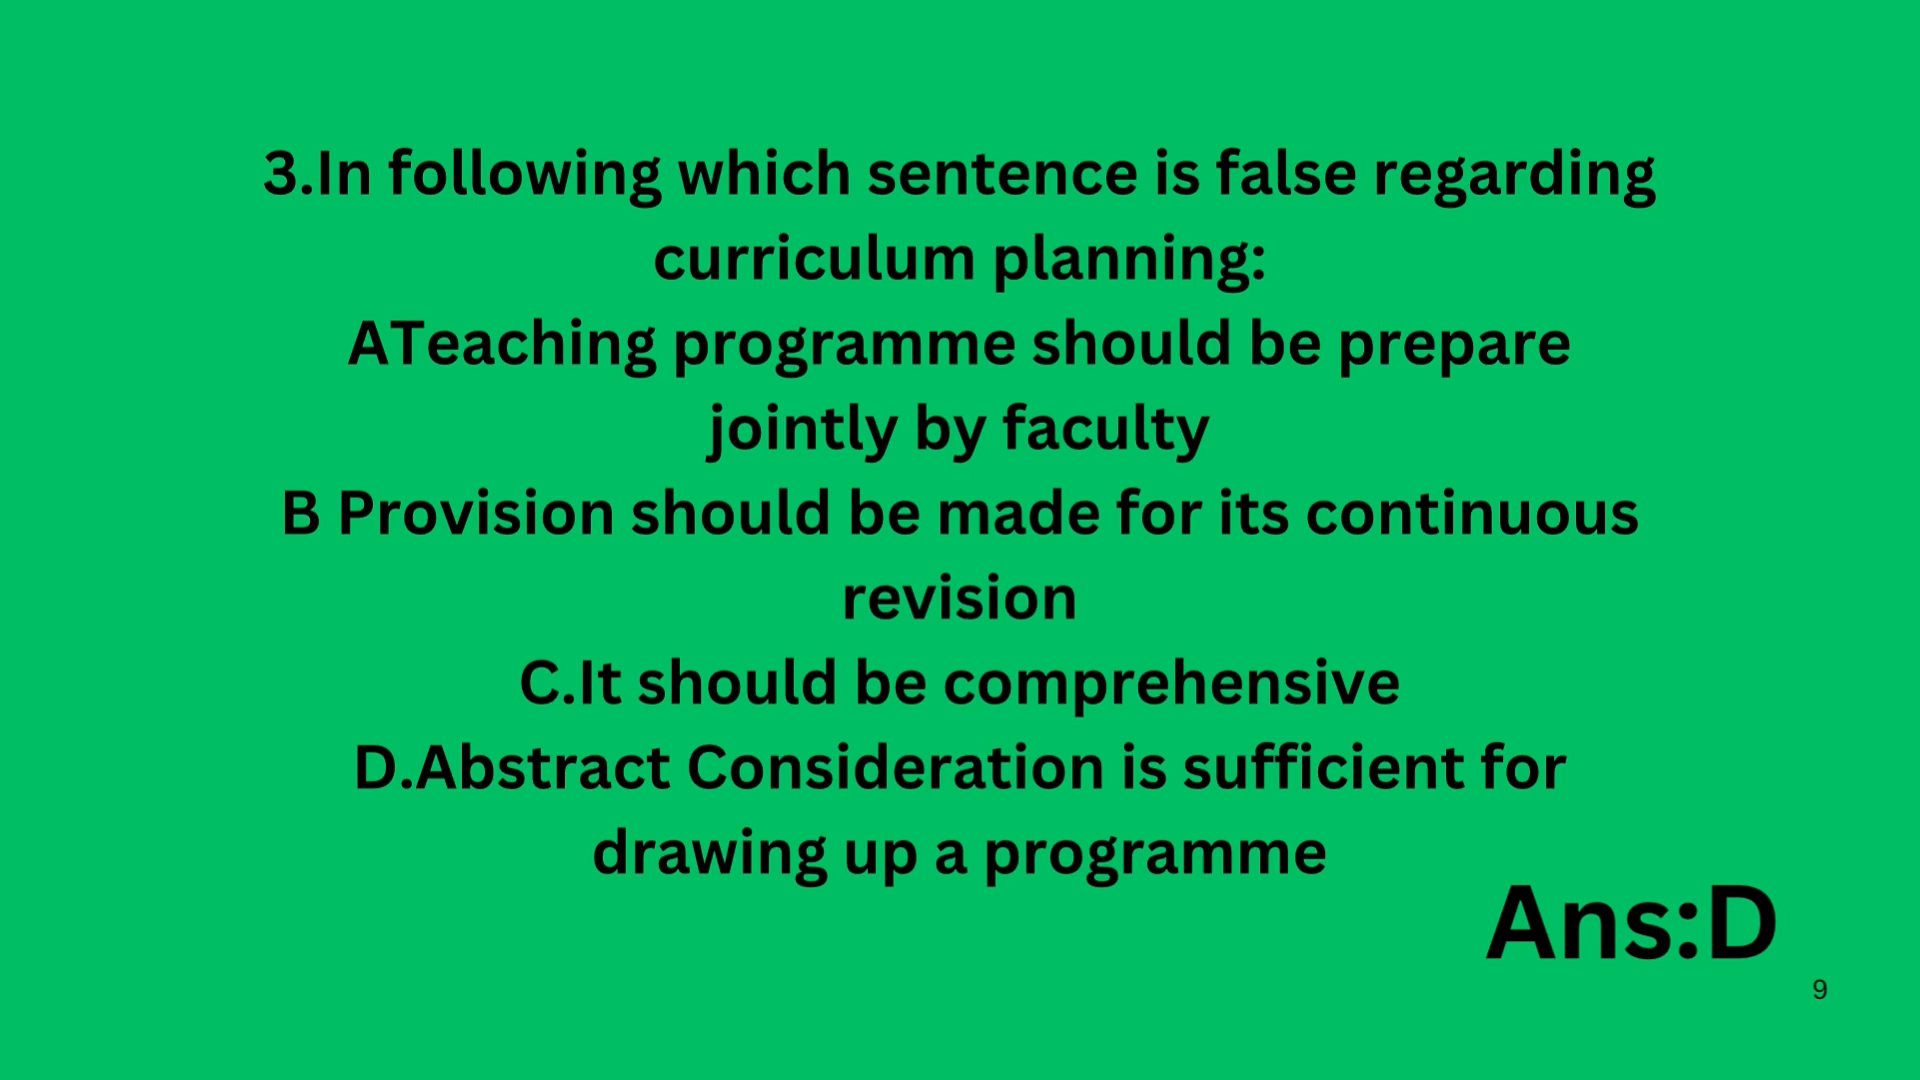 3.In following which sentence is false regarding
curriculum planning:
ATeaching programme should be prepare
jointly by faculty
B Provision should be made for its continuous
revision
C.It should be comprehensive
D.Abstract Consideration is sufficient for
drawing up a programme
Ans:D
9